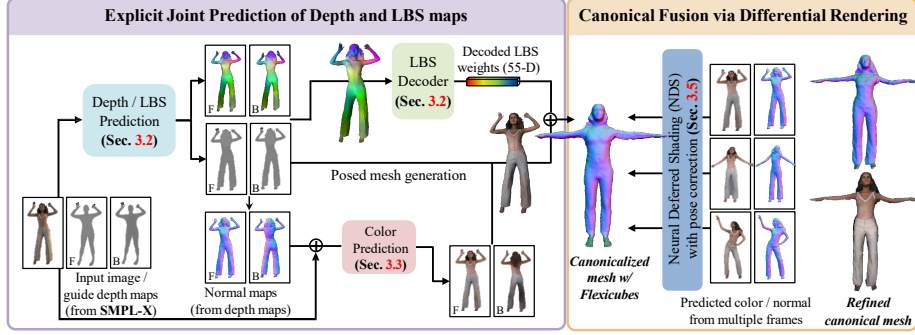 Explicit Joint Prediction of Depth and LBS maps
Depth / LBS
Prediction
(Sec. 3.2)
F
B
F
B
LBS
Decoder
(Sec. 3.2)
Decoded LBS
weights (55-D)
Posed mesh generation
F
B
Input image /
guide depth maps
(from SMPL-X)
F
B
Normal maps
(from depth maps)
Color
Prediction
(Sec. 3.3)
F
B
Canonical Fusion via Differential Rendering
Canonicalized
mesh w/
Flexicubes
Neural Deferred Shading (NDS)
with pose correction (Sec. 3.5)
Predicted color / normal
from multiple frames
Refined
canonical mesh